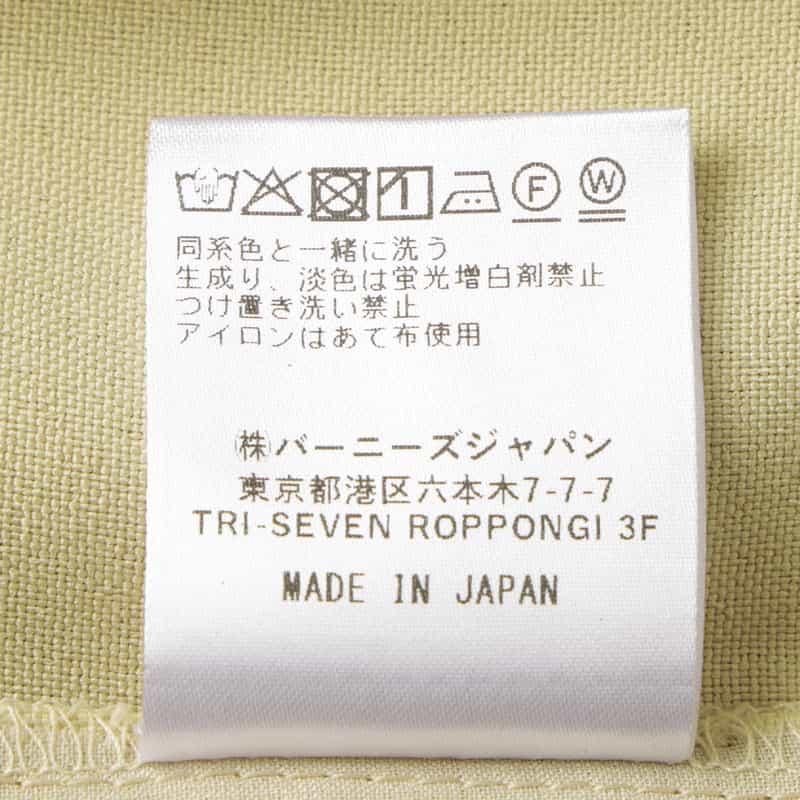 F W
同系色と一緒に洗う
生成り、淡色は蛍光増白剤禁止
つけ置き洗い禁止
アイロンはあて布使用
㈱バーニーズジャパン
東京都港区六本木7-7-7
TRI-SEVEN ROPPONGI 3F
MADE IN JAPAN